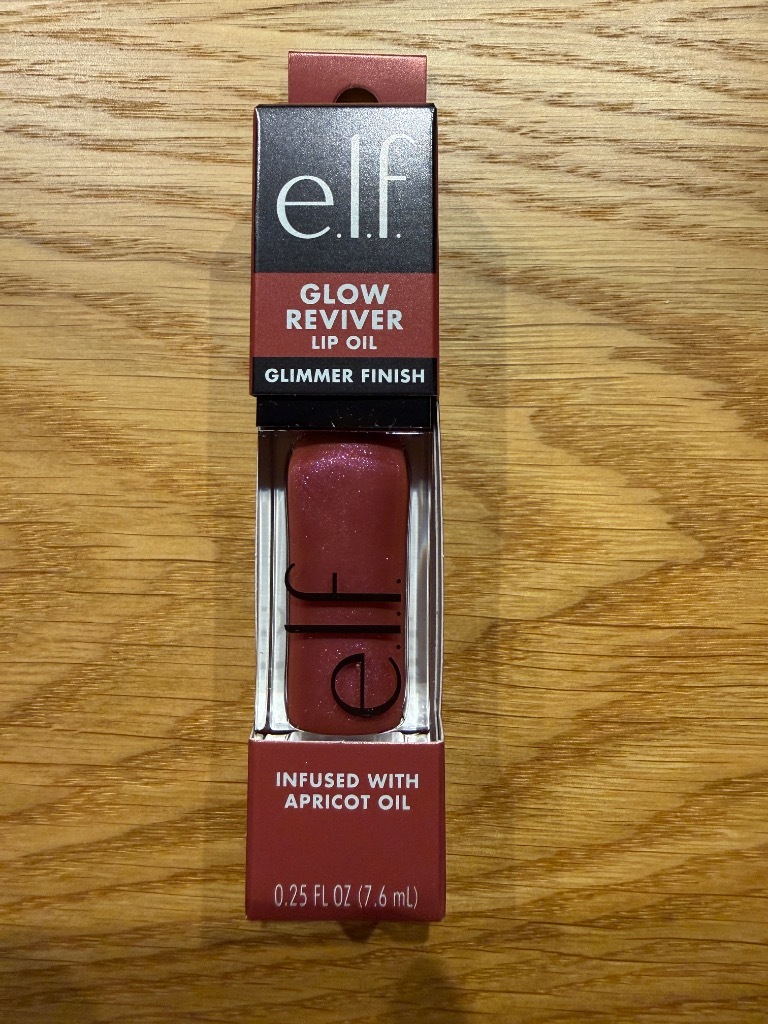 e.l.f.
GLOW
REVIVER
LIP OIL
GLIMMER FINISH
e.l.f.
INFUSED WITH
APRICOT OIL
0.25 FL OZ (7.6 mL)